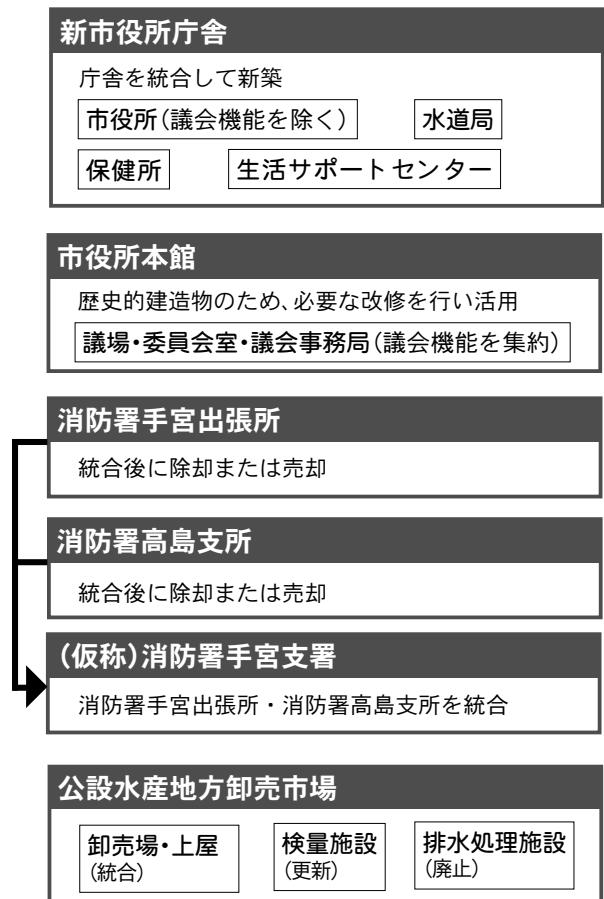 新市役所庁舎
庁舎を統合して新築
市役所(議会機能を除く) 水道局
保健所 生活サポートセンター
市役所本館
歴史的建造物のため、必要な改修を行い活用
議場・委員会室・議会事務局(議会機能を集約)
消防署手宮出張所
統合後に除却または売却
消防署高島支所
統合後に除却または売却
(仮称)消防署手宮支署
消防署手宮出張所・消防署高島支所を統合
公設水産地方卸売市場
卸売場・上屋 検量施設 排水処理施設
(統合) (更新) (廃止)